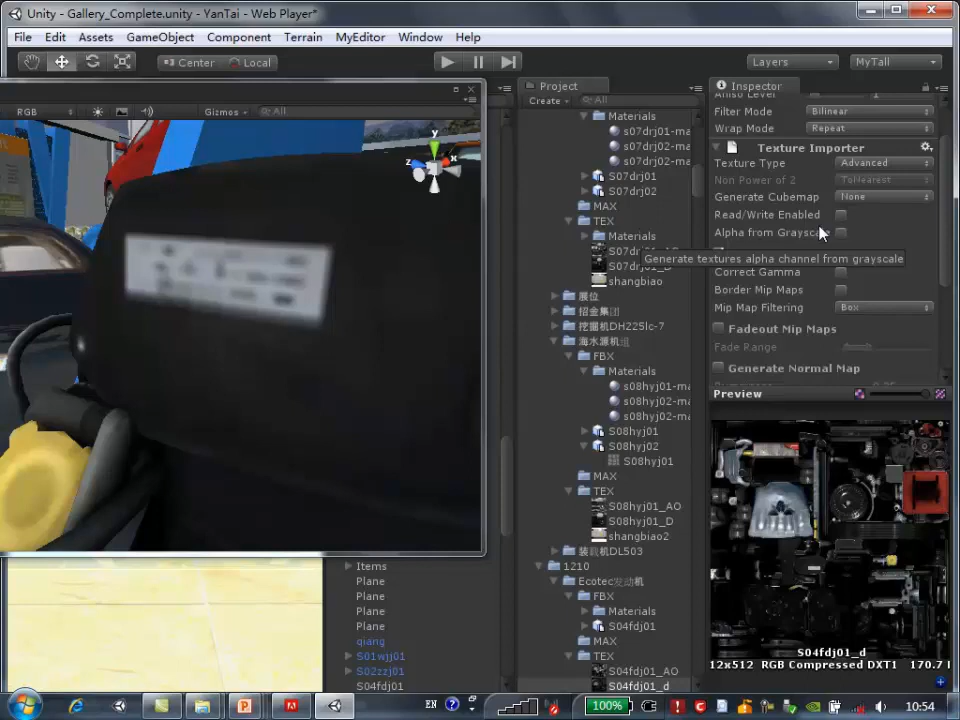 Unity - Gallery_Complete.unity - YanTai - Web Player*
File Edit Assets GameObject Component Terrain MyEditor Window Help
Center Local Layers MyTall
RGB Gizmos All
y
x
z
Project
Create All
Materials
s07drj01-ma
s07drj02-ma
s07drj02-ma
S07drj01
S07drj02
MAX
TEX
Materials
S07drj01_AO
S07drj01_D
shangbiao
展位
招金集团
挖掘机DH225lc-7
海水源机组
FBX
Materials
s08hyj01-ma
s08hyj02-ma
s08hyj02-ma
S08hyj01
S08hyj02
S08hyj01
MAX
TEX
S08hyj01_AO
S08hyj01_D
shangbiao2
装载机DL503
1210
Ecotec发动机
FBX
Materials
S04fdj01
MAX
TEX
S04fdj01_AO
S04fdj01_d
Items
Plane
Plane
Plane
Plane
qiang
S01wjj01
S02zzj01
S04fdj01
Inspector
Aniso Level 1
Filter Mode Bilinear
Wrap Mode Repeat
Texture Importer
Texture Type Advanced
Non Power of 2 ToNearest
Generate Cubemap None
Read/Write Enabled
Alpha from Grayscale
Generate textures alpha channel from grayscale
Correct Gamma
Border Mip Maps
Mip Map Filtering Box
Fadeout Mip Maps
Fade Range
Generate Normal Map
Preview
S04fdj01_d
12x512 RGB Compressed DXT1 170.7
EN 100% 10:54